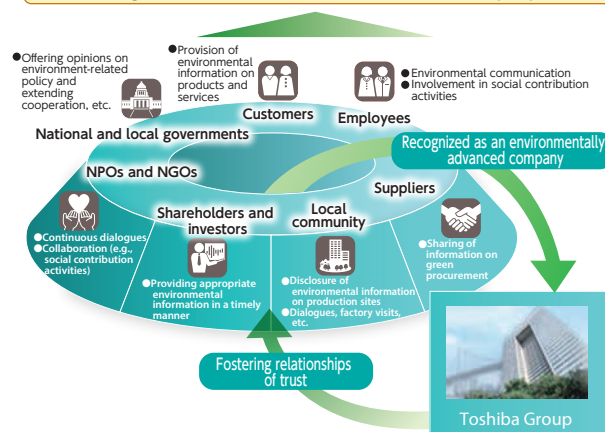 ●Offering opinions on
environment-related
policy and
extending
cooperation, etc.
●Provision of
environmental
information on
products and
services
●Environmental communication
●Involvement in social contribution
activities
Customers
Employees
National and local governments
Recognized as an environmentally
advanced company
NPOs and NGOs
Suppliers
Shareholders and
investors
Local
community
●Continuous dialogues
●Collaboration (e.g.,
social contribution
activities)
●Providing appropriate
environmental
information in a timely
manner
●Disclosure of
environmental information
on production sites
●Dialogues, factory visits,
etc.
●Sharing of
information on
green
procurement
Fostering relationships
of trust
Toshiba Group